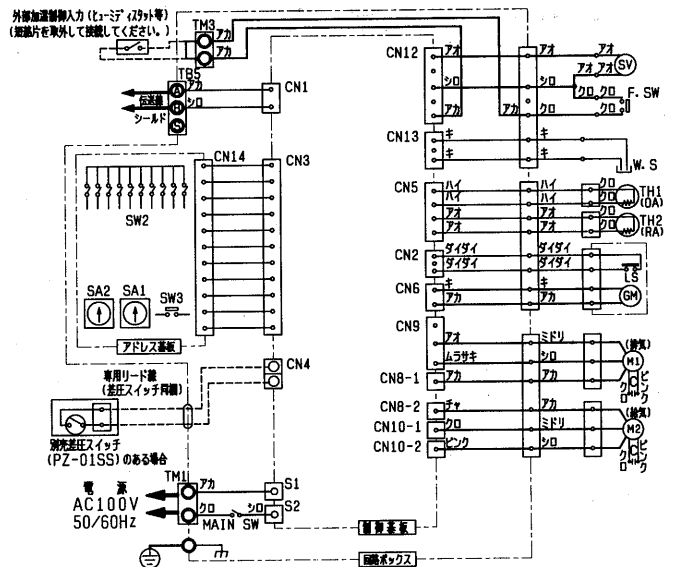 外部加湿制御入力(ヒューミディスタット等)
(短絡片を取外して接続してください。)
TM3
アカ
アカ
TB5
A
アカ
B
シロ
S
伝送線
シールド
CN1
CN14
CN3
SW2
SA2
SA1
SW3
アドレス基板
専用リード線
(差圧スイッチ同梱)
CN4
別売差圧スイッチ
(PZ-01SS)のある場合
電源
AC100V
50/60Hz
TM1
アカ
S1
クロ
シロ
S2
MAIN SW
制御基板
回路ボックス
CN12
アオ
アオ
アオ
アオ
アオ
SV
シロ
シロ
クロ
クロ
F.SW
アカ
クロ
クロ
CN13
キ
キ
キ
キ
W.S
CN5
ハイ
ハイ
クロ
TH1
(OA)
ハイ
ハイ
アオ
アオ
クロ
TH2
(RA)
アオ
アオ
CN2
ダイダイ
ダイダイ
ダイダイ
ダイダイ
LS
CN6
キ
キ
GM
アカ
アカ
CN9
アオ
ミドリ
(排気)
M1
ムラサキ
シロ
CN8-1
アカ
アカ
クロ
ピンク
CN8-2
チャ
アカ
(給気)
M2
CN10-1
クロ
ミドリ
CN10-2
ピンク
シロ
クロ
ピンク